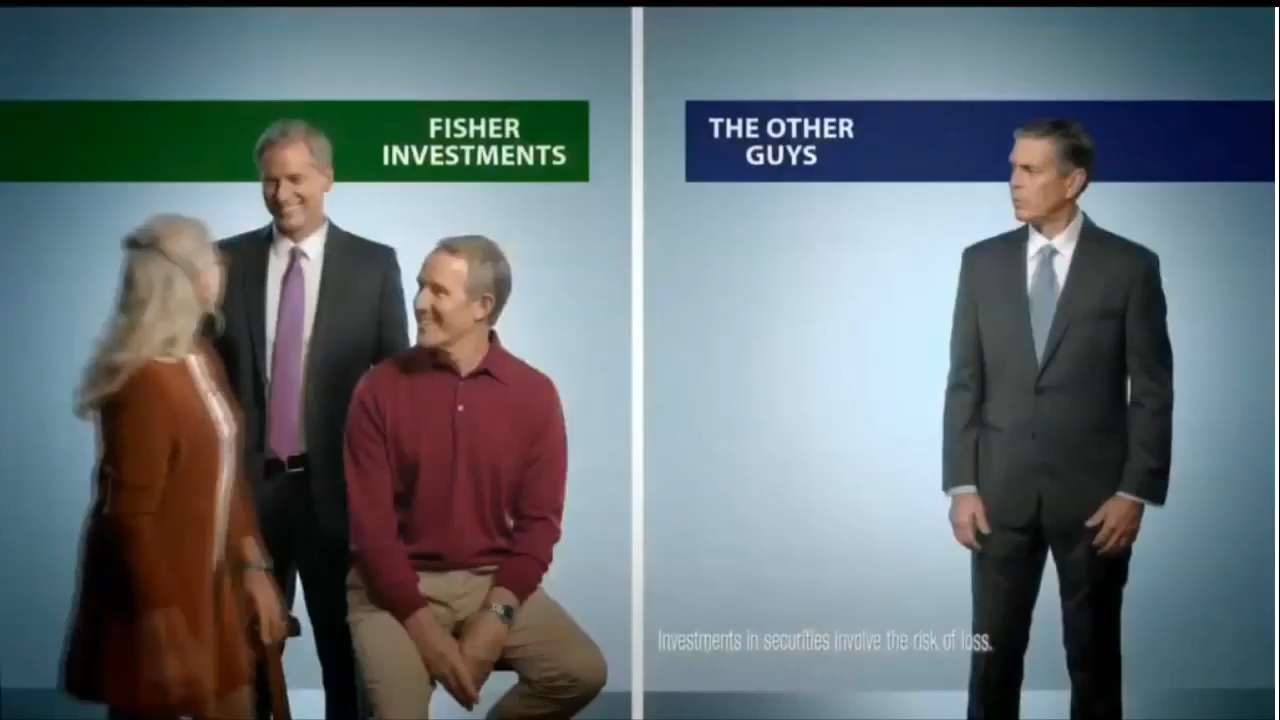 FISHER
INVESTMENTS
THE OTHER
GUYS
Investments in securities involve the risk of loss.